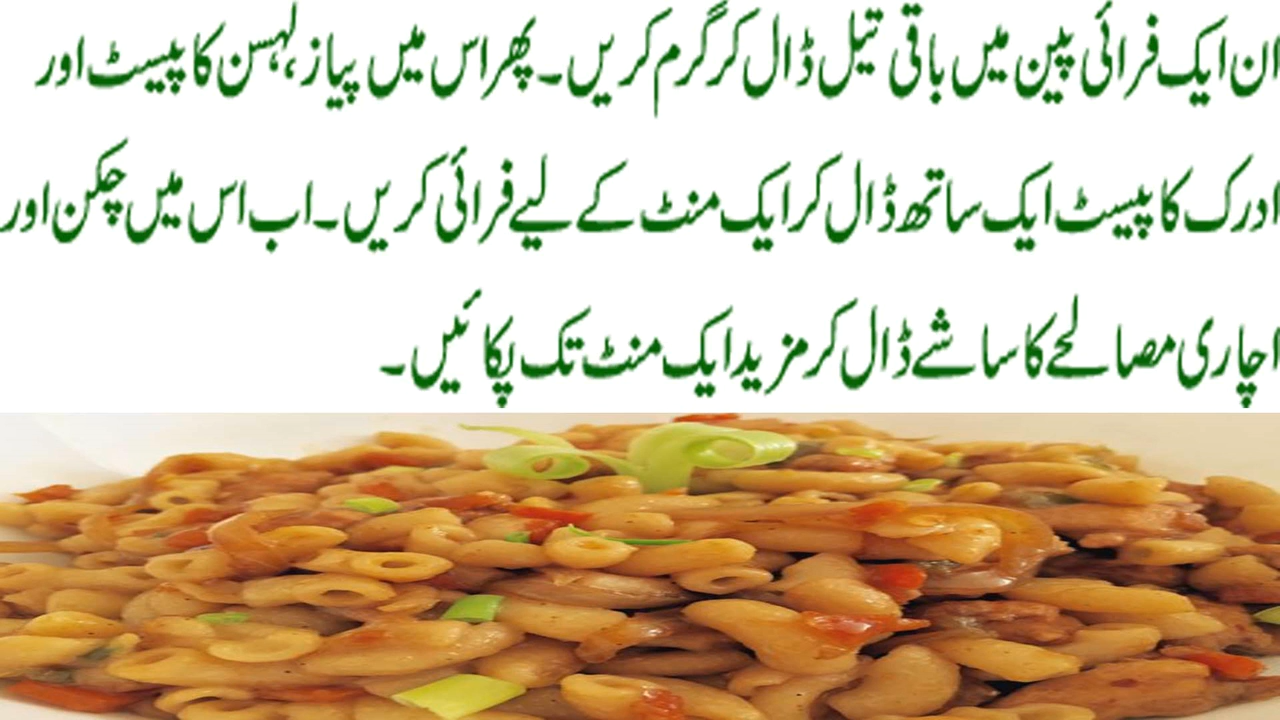 ان ایک فرائی پین میں باقی تیل ڈال کر گرم کریں۔ پھر اس میں پیاز، لہسن کا پیسٹ اور
ادرک کا پیسٹ ایک ساتھ ڈال کر ایک منٹ کے لیے فرائی کریں۔ اب اس میں چکن اور
اچاری مصالحے کا ساشے ڈال کر مزید ایک منٹ تک پکائیں۔